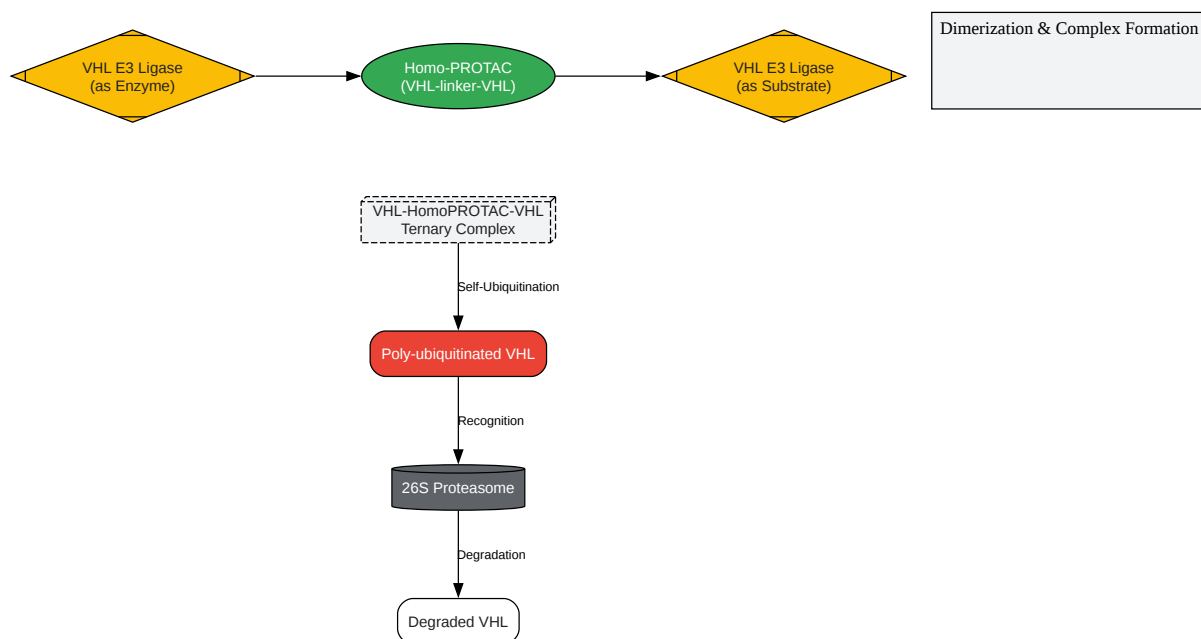 VHL E3 Ligase
(as Enzyme)
Homo-PROTAC
(VHL-linker-VHL)
VHL E3 Ligase
(as Substrate)
Dimerization & Complex Formation
VHL-HomoPROTAC-VHL
Ternary Complex
Self-Ubiquitination
Poly-ubiquitinated VHL
Recognition
26S Proteasome
Degradation
Degraded VHL